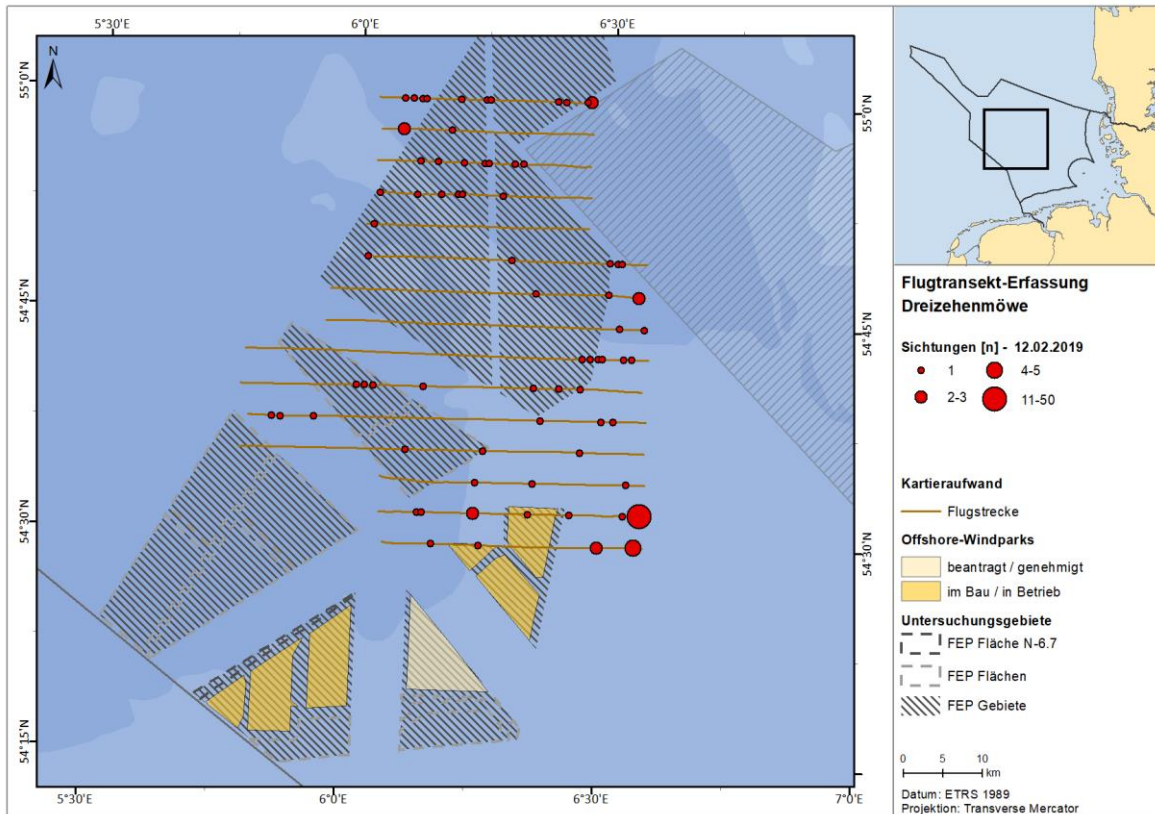 5°30'E
6°0'E
6°30'E
N
55°0'N
55°0'N
54°45'N
54°45'N
54°30'N
54°30'N
54°15'N
5°30'E
6°0'E
6°30'E
7°0'E
Flugtransekt-Erfassung
Dreizehenmöwe
Sichtungen [n] - 12.02.2019
1
4-5
2-3
11-50
Kartieraufwand
Flugstrecke
Offshore-Windparks
beantragt / genehmigt
im Bau / in Betrieb
Untersuchungsgebiete
FEP Fläche N-6.7
FEP Flächen
FEP Gebiete
0 5 10
km
Datum: ETRS 1989
Projektion: Transverse Mercator